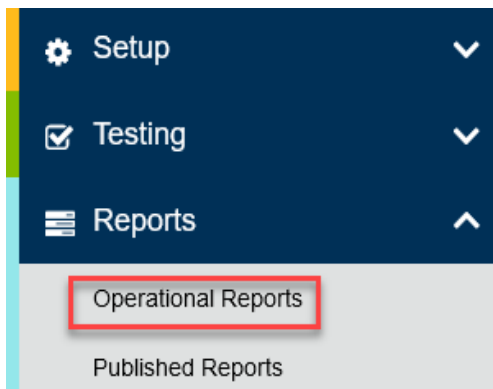 Setup
Testing
Reports
Operational Reports
Published Reports